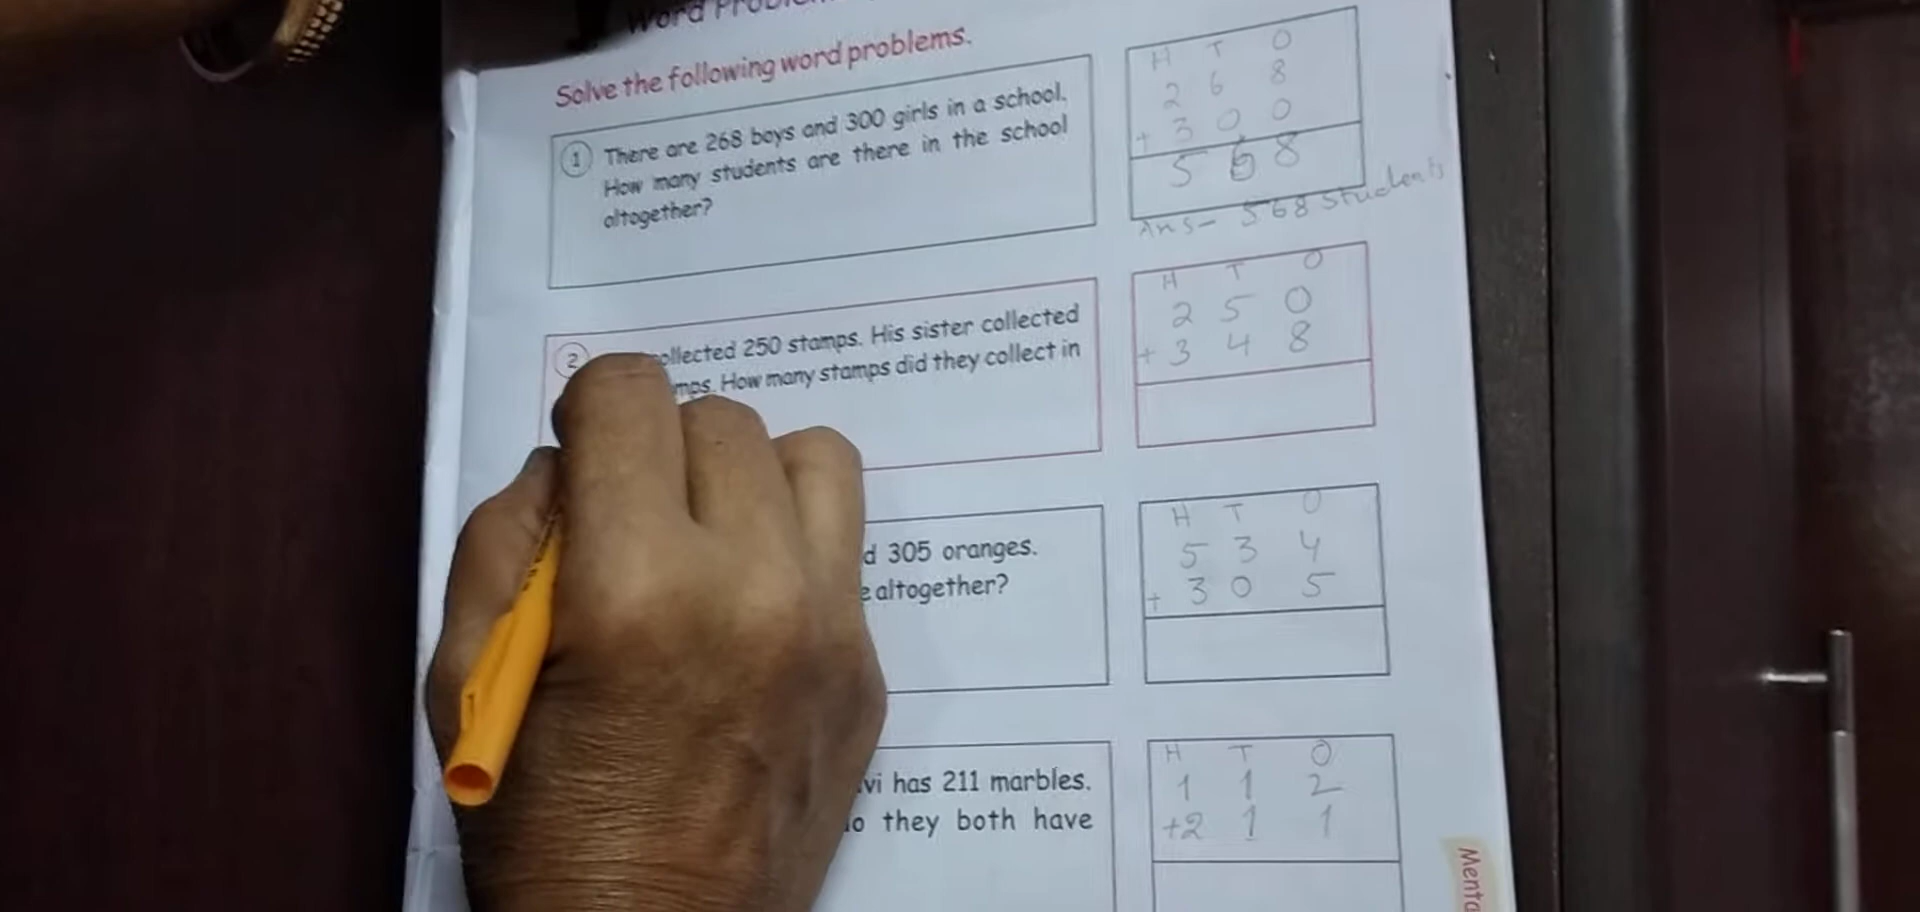 Word
Solve the following word problems.
1 There are 268 boys and 300 girls in a school.
How many students are there in the school
altogether?
H T O
2 6 8
+ 3 0 0
5 6 8
Ans- 568 students
2 collected 250 stamps. His sister collected
How many stamps did they collect in
H T O
2 5 0
+ 3 4 8
305 oranges.
altogether?
H T O
5 3 4
+ 3 0 5
has 211 marbles.
they both have
H T O
1 1 2
+2 1 1